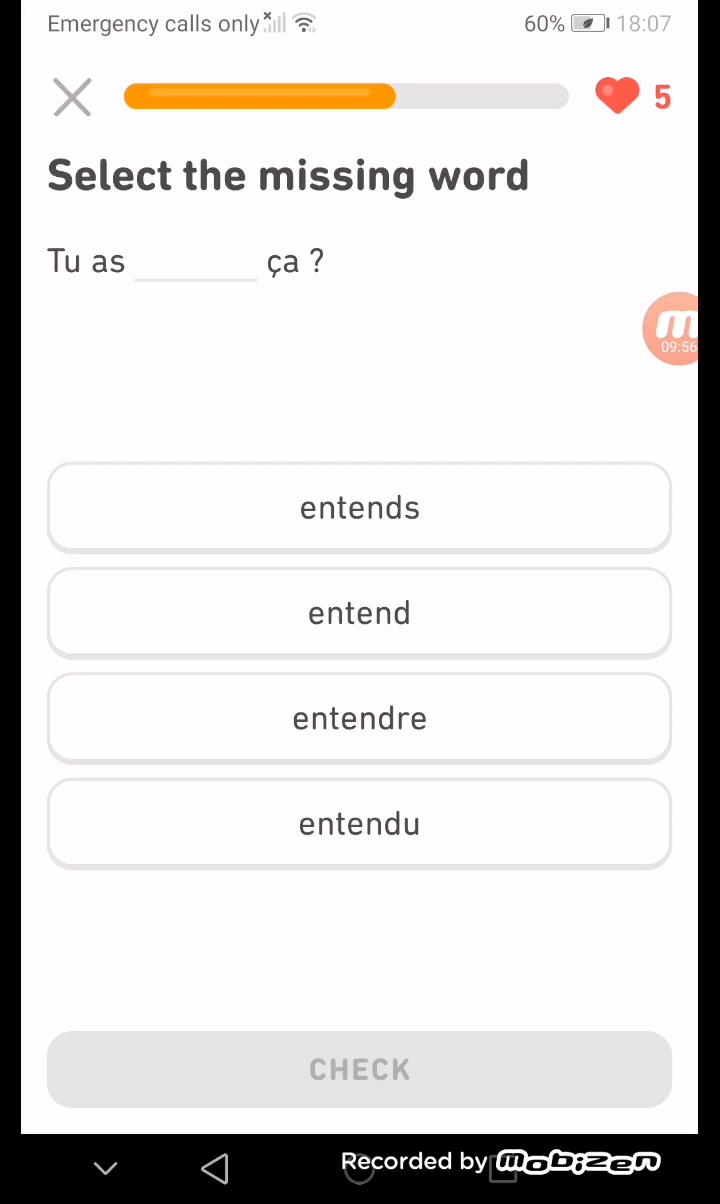 Emergency calls only 60% 18:07
5
Select the missing word
Tu as ______ ça ?
m
09:56
entends
entend
entendre
entendu
CHECK
Recorded by mobizen